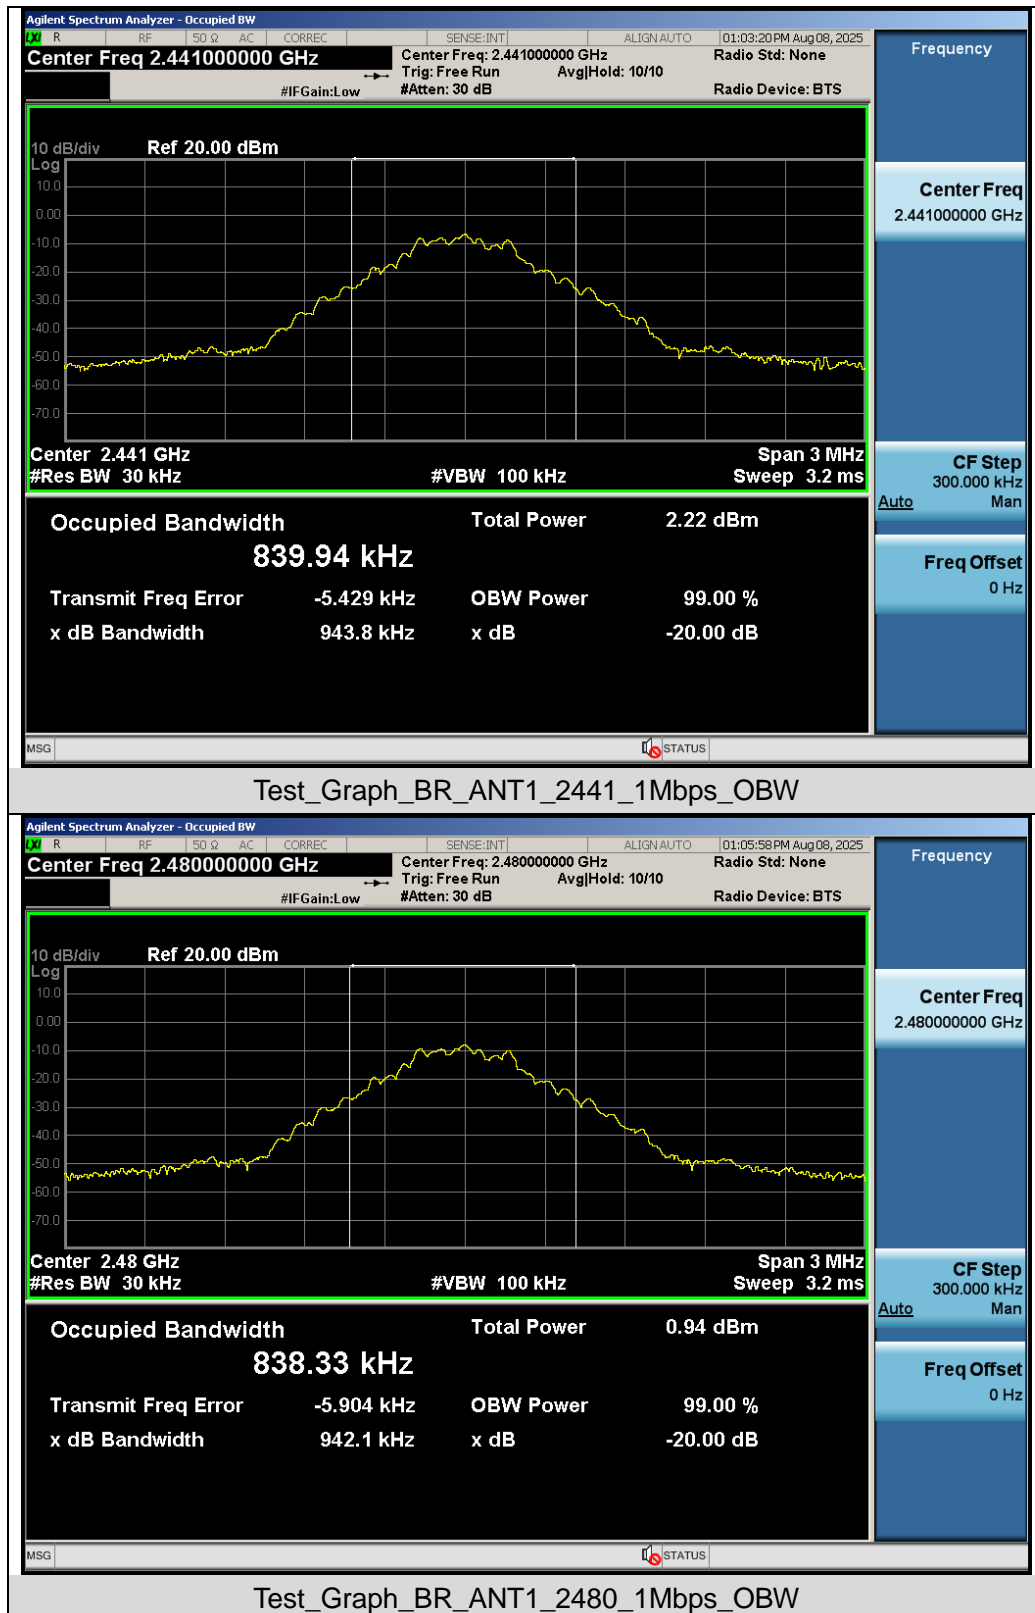 Agilent Spectrum Analyzer - Occupied BW
LXI R RF 50 Ω AC CORREC SENSE:INT ALIGN AUTO 01:03:20 PM Aug 08, 2025
Center Freq 2.441000000 GHz
Center Freq: 2.441000000 GHz Radio Std: None
Trig: Free Run Avg|Hold: 10/10
#IFGain:Low #Atten: 30 dB Radio Device: BTS
Frequency
10 dB/div Ref 20.00 dBm
Log
10.0
0.00
-10.0
-20.0
-30.0
-40.0
-50.0
-60.0
-70.0
Center 2.441 GHz Span 3 MHz
#Res BW 30 kHz #VBW 100 kHz Sweep 3.2 ms
Center Freq
2.441000000 GHz
CF Step
300.000 kHz
Auto Man
Freq Offset
0 Hz
Occupied Bandwidth Total Power 2.22 dBm
839.94 kHz
Transmit Freq Error -5.429 kHz OBW Power 99.00 %
x dB Bandwidth 943.8 kHz x dB -20.00 dB
MSG STATUS
Test_Graph_BR_ANT1_2441_1Mbps_OBW
Agilent Spectrum Analyzer - Occupied BW
LXI R RF 50 Ω AC CORREC SENSE:INT ALIGN AUTO 01:05:58 PM Aug 08, 2025
Center Freq 2.480000000 GHz
Center Freq: 2.480000000 GHz Radio Std: None
Trig: Free Run Avg|Hold: 10/10
#IFGain:Low #Atten: 30 dB Radio Device: BTS
Frequency
10 dB/div Ref 20.00 dBm
Log
10.0
0.00
-10.0
-20.0
-30.0
-40.0
-50.0
-60.0
-70.0
Center 2.48 GHz Span 3 MHz
#Res BW 30 kHz #VBW 100 kHz Sweep 3.2 ms
Center Freq
2.480000000 GHz
CF Step
300.000 kHz
Auto Man
Freq Offset
0 Hz
Occupied Bandwidth Total Power 0.94 dBm
838.33 kHz
Transmit Freq Error -5.904 kHz OBW Power 99.00 %
x dB Bandwidth 942.1 kHz x dB -20.00 dB
MSG STATUS
Test_Graph_BR_ANT1_2480_1Mbps_OBW